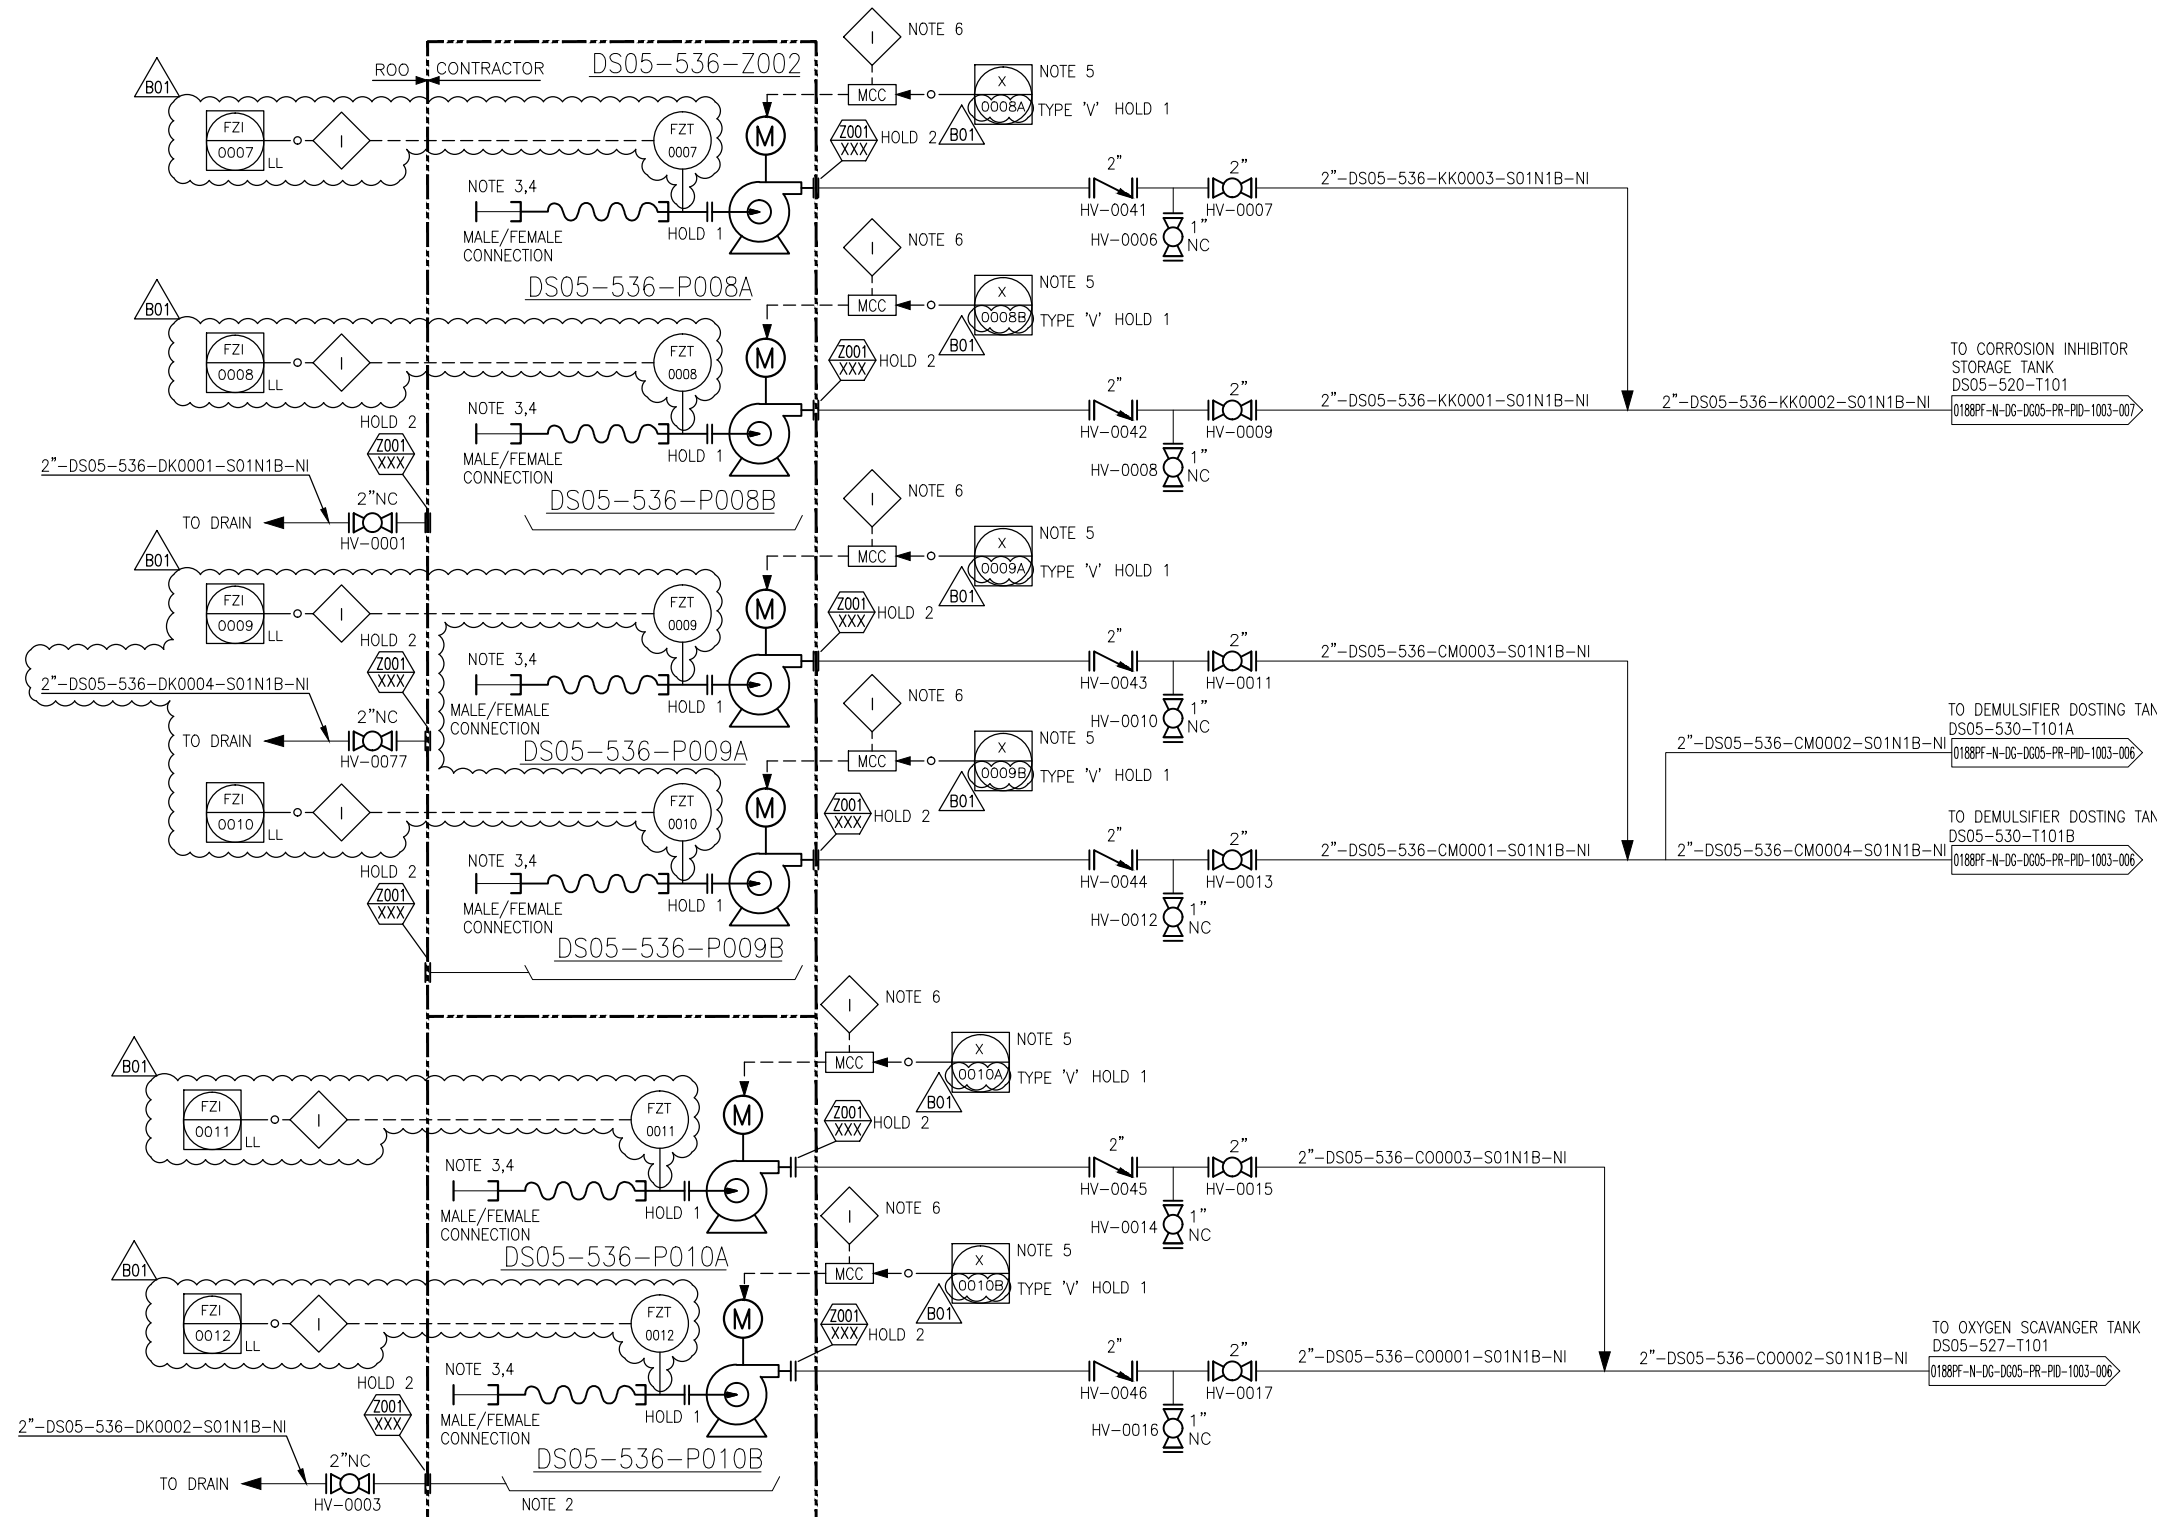 DS05-536-Z002
ROO
CONTRACTOR
B01
FZI
0007
LL
I
FZT
0007
M
I
NOTE 6
MCC
X
0008A
NOTE 5
TYPE 'V' HOLD 1
B01
Z001
XXX
HOLD 2
NOTE 3,4
MALE/FEMALE
CONNECTION
HOLD 1
DS05-536-P008A
2"
HV-0041
HV-0006
1"
NC
2"
HV-0007
2"-DS05-536-KK0003-S01N1B-NI
B01
FZI
0008
LL
I
FZT
0008
M
I
NOTE 6
MCC
X
0008B
NOTE 5
TYPE 'V' HOLD 1
B01
Z001
XXX
HOLD 2
NOTE 3,4
MALE/FEMALE
CONNECTION
HOLD 1
DS05-536-P008B
2"
HV-0042
HV-0008
1"
NC
2"
HV-0009
2"-DS05-536-KK0001-S01N1B-NI
2"-DS05-536-KK0002-S01N1B-NI
TO CORROSION INHIBITOR
STORAGE TANK
DS05-520-T101
0188PF-N-DG-DG05-PR-PID-1003-007
HOLD 2
Z001
XXX
2"-DS05-536-DK0001-S01N1B-NI
2"NC
TO DRAIN
HV-0001
B01
FZI
0009
LL
I
FZT
0009
M
I
NOTE 6
MCC
X
0009A
NOTE 5
TYPE 'V' HOLD 1
B01
Z001
XXX
HOLD 2
NOTE 3,4
MALE/FEMALE
CONNECTION
HOLD 1
DS05-536-P009A
2"
HV-0043
HV-0010
1"
NC
2"
HV-0011
2"-DS05-536-CM0003-S01N1B-NI
HOLD 2
Z001
XXX
2"-DS05-536-DK0004-S01N1B-NI
2"NC
TO DRAIN
HV-0077
TO DEMULSIFIER DOSTING TAN
DS05-530-T101A
2"-DS05-536-CM0002-S01N1B-NI
0188PF-N-DG-DG05-PR-PID-1003-006
FZI
0010
LL
I
FZT
0010
M
I
NOTE 6
MCC
X
0009B
NOTE 5
TYPE 'V' HOLD 1
B01
Z001
XXX
HOLD 2
NOTE 3,4
MALE/FEMALE
CONNECTION
HOLD 1
DS05-536-P009B
2"
HV-0044
HV-0012
1"
NC
2"
HV-0013
2"-DS05-536-CM0001-S01N1B-NI
2"-DS05-536-CM0004-S01N1B-NI
TO DEMULSIFIER DOSTING TAN
DS05-530-T101B
0188PF-N-DG-DG05-PR-PID-1003-006
HOLD 2
Z001
XXX
B01
FZI
0011
LL
I
FZT
0011
M
I
NOTE 6
MCC
X
0010A
NOTE 5
TYPE 'V' HOLD 1
B01
Z001
XXX
HOLD 2
NOTE 3,4
MALE/FEMALE
CONNECTION
HOLD 1
DS05-536-P010A
2"
HV-0045
HV-0014
1"
NC
2"
HV-0015
2"-DS05-536-CO0003-S01N1B-NI
B01
FZI
0012
LL
I
FZT
0012
M
I
NOTE 6
MCC
X
0010B
NOTE 5
TYPE 'V' HOLD 1
B01
Z001
XXX
HOLD 2
NOTE 3,4
MALE/FEMALE
CONNECTION
HOLD 1
DS05-536-P010B
2"
HV-0046
HV-0016
1"
NC
2"
HV-0017
2"-DS05-536-CO0001-S01N1B-NI
2"-DS05-536-CO0002-S01N1B-NI
TO OXYGEN SCAVANGER TANK
DS05-527-T101
0188PF-N-DG-DG05-PR-PID-1003-006
HOLD 2
Z001
XXX
2"-DS05-536-DK0002-S01N1B-NI
2"NC
TO DRAIN
HV-0003
NOTE 2